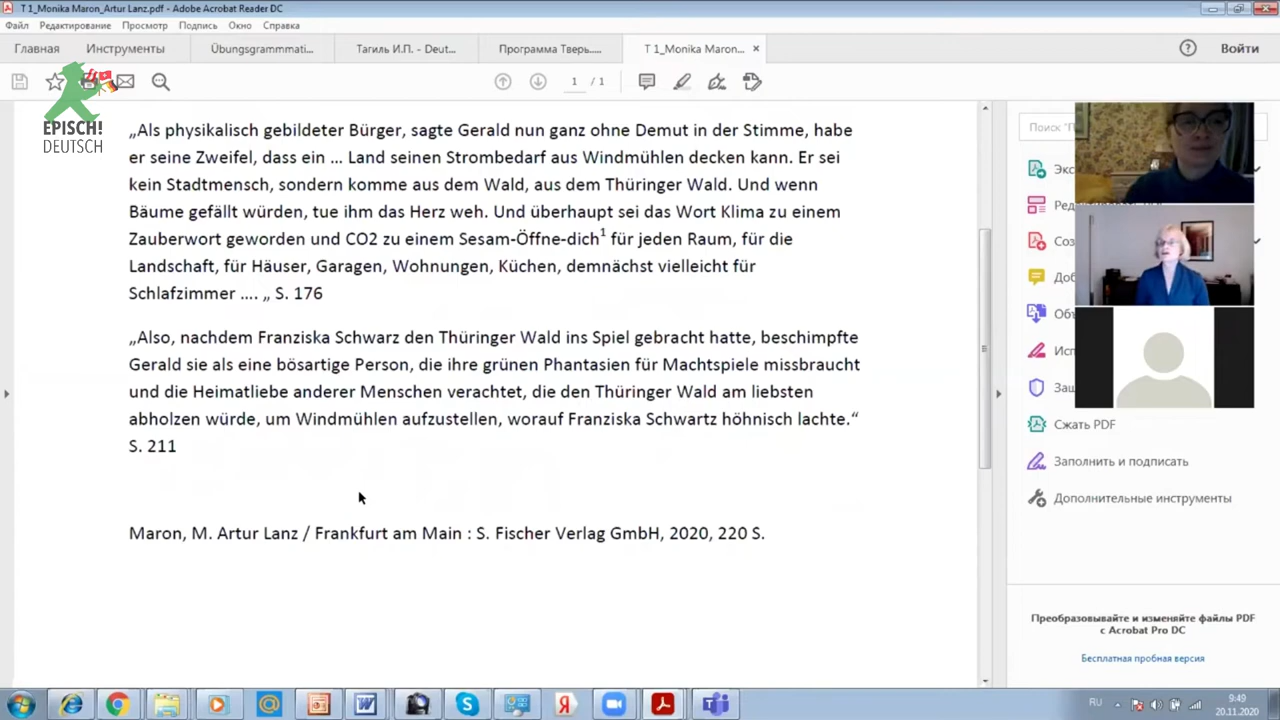 T 1_Monika Maron_Artur Lanz.pdf - Adobe Acrobat Reader DC
Файл Редактирование Просмотр Подпись Окно Справка
Главная Инструменты Übungsgrammmati... Тагиль И.П. - Deut... Программа Тверь.... T 1_Monika Maron... × Войти
1 / 1
EPISCH!
DEUTSCH
„Als physikalisch gebildeter Bürger, sagte Gerald nun ganz ohne Demut in der Stimme, habe
er seine Zweifel, dass ein ... Land seinen Strombedarf aus Windmühlen decken kann. Er sei
kein Stadtmensch, sondern komme aus dem Wald, aus dem Thüringer Wald. Und wenn
Bäume gefällt würden, tue ihm das Herz weh. Und überhaupt sei das Wort Klima zu einem
Zauberwort geworden und CO2 zu einem Sesam-Öffne-dich1 für jeden Raum, für die
Landschaft, für Häuser, Garagen, Wohnungen, Küchen, demnächst vielleicht für
Schlafzimmer .... „ S. 176
„Also, nachdem Franziska Schwarz den Thüringer Wald ins Spiel gebracht hatte, beschimpfte
Gerald sie als eine bösartige Person, die ihre grünen Phantasien für Machtspiele missbraucht
und die Heimatliebe anderer Menschen verachtet, die den Thüringer Wald am liebsten
abholzen würde, um Windmühlen aufzustellen, worauf Franziska Schwartz höhnisch lachte.“
S. 211
Maron, M. Artur Lanz / Frankfurt am Main : S. Fischer Verlag GmbH, 2020, 220 S.
Поиск "П
Экс
Ред
Соз
Доб
Объ
Исп
Защ
Сжать PDF
Заполнить и подписать
Дополнительные инструменты
Преобразовывайте и изменяйте файлы PDF
с Acrobat Pro DC
Бесплатная пробная версия
RU
9:49
20.11.2020